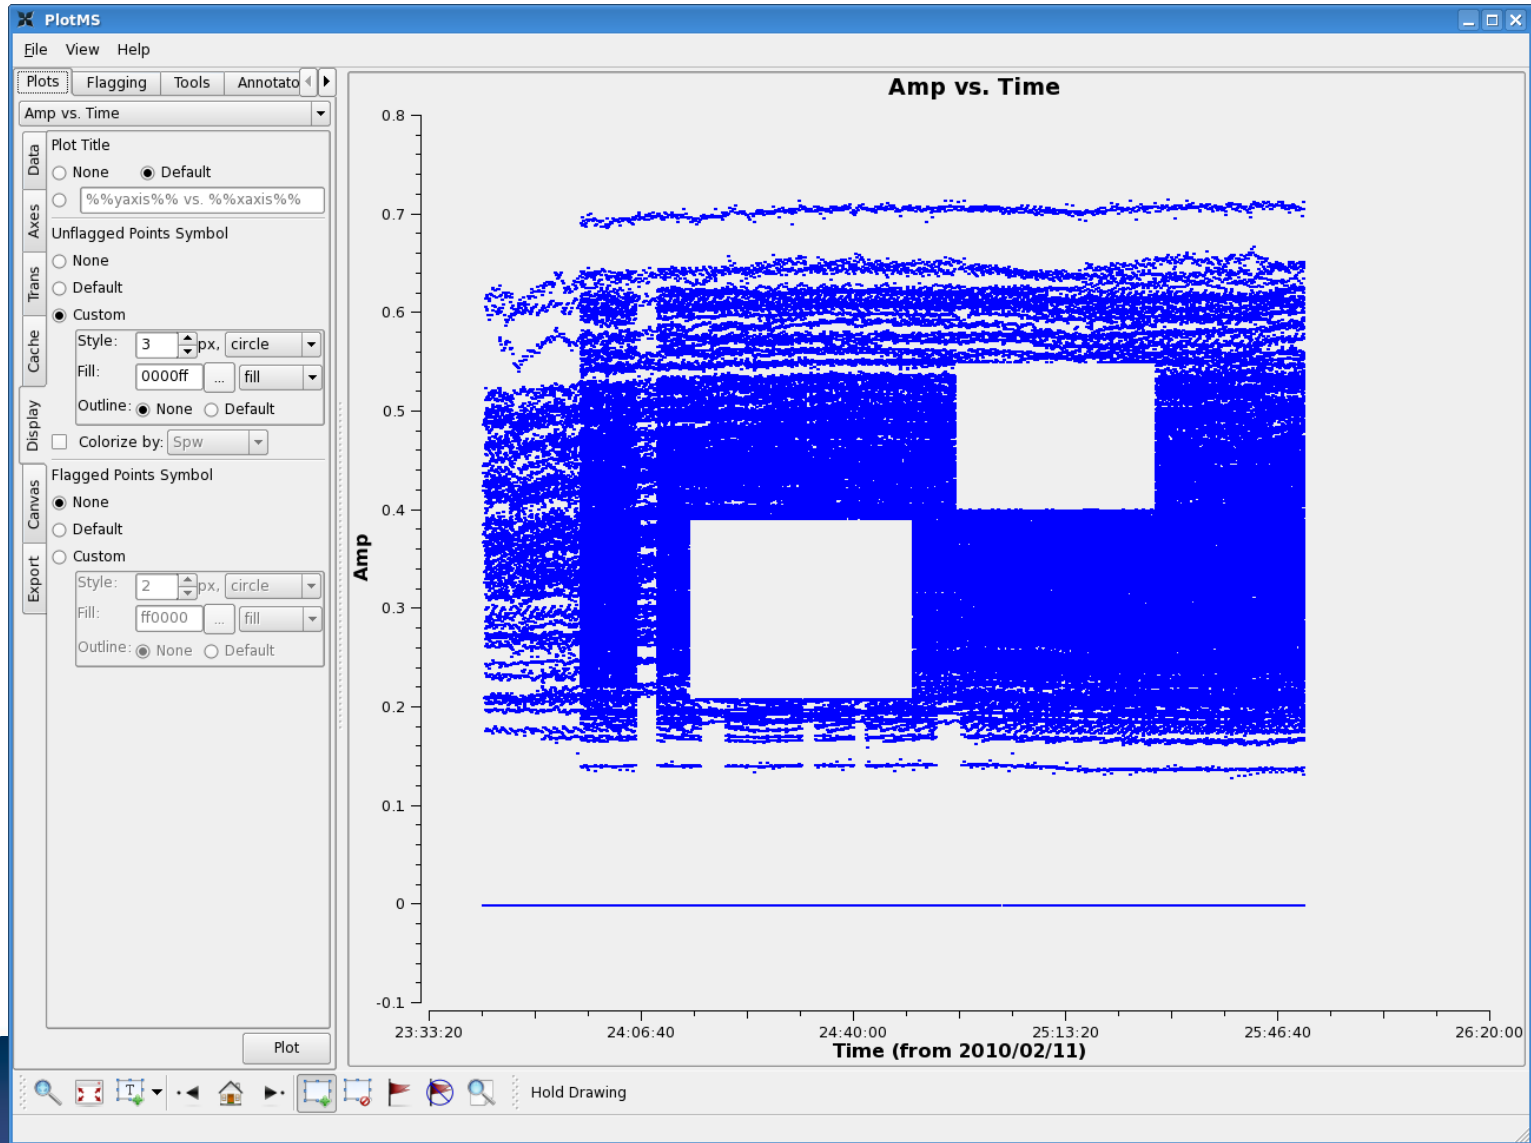 PlotMS
File View Help
Plots Flagging Tools Annotato
Amp vs. Time
Data
Axes
Trans
Cache
Display
Canvas
Export
Plot Title
None Default
%%yaxis%% vs. %%xaxis%%
Unflagged Points Symbol
None
Default
Custom
Style: 3 px, circle
Fill: 0000ff ... fill
Outline: None Default
Colorize by: Spw
Flagged Points Symbol
None
Default
Custom
Style: 2 px, circle
Fill: ff0000 ... fill
Outline: None Default
Plot
Amp vs. Time
Amp
0.8
0.7
0.6
0.5
0.4
0.3
0.2
0.1
0
-0.1
23:33:20 24:06:40 24:40:00 25:13:20 25:46:40 26:20:00
Time (from 2010/02/11)
T
Hold Drawing